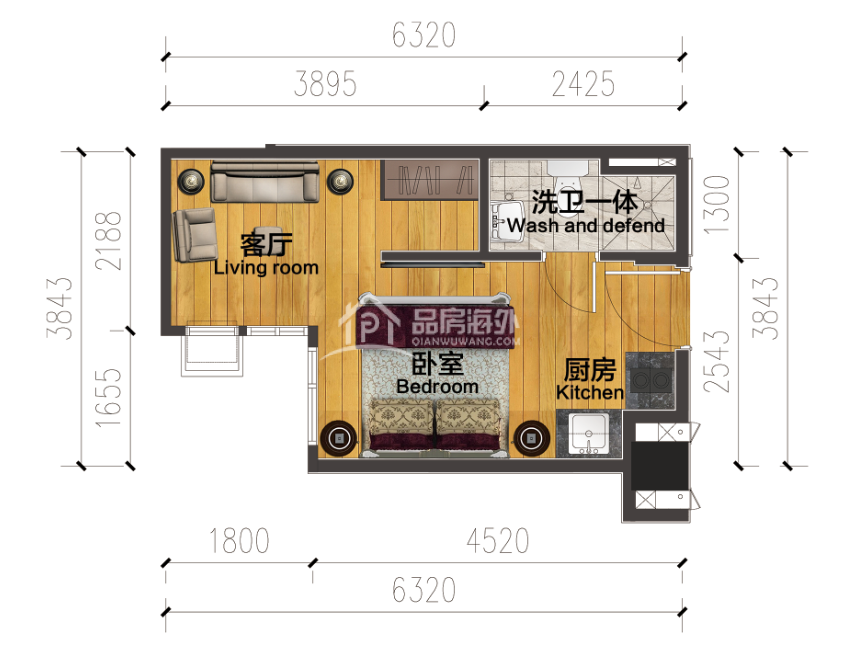 6320
3895
2425
洗卫一体
Wash and defend
客厅
Living room
1300
2188
3843
3843
品房海外
QIANWUWANG.COM
卧室
Bedroom
厨房
Kitchen
2543
1655
1800
4520
6320